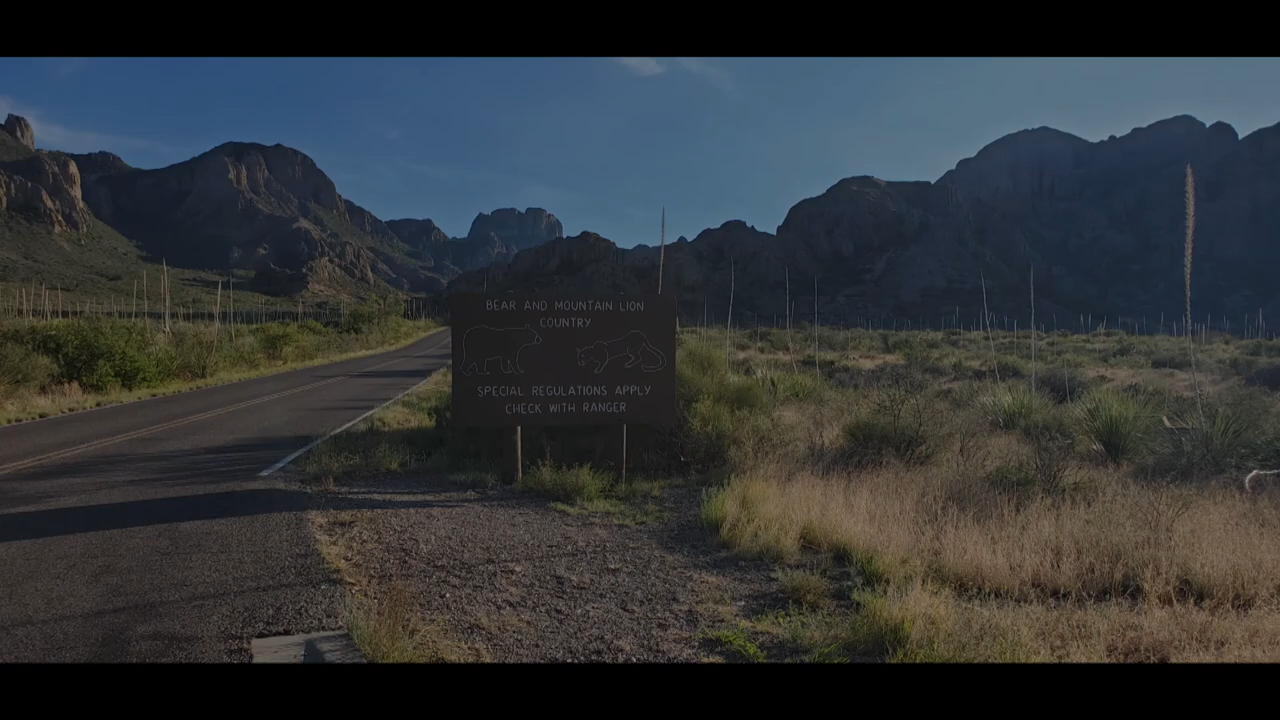 BEAR AND MOUNTAIN LION
COUNTRY
SPECIAL REGULATIONS APPLY
CHECK WITH RANGER